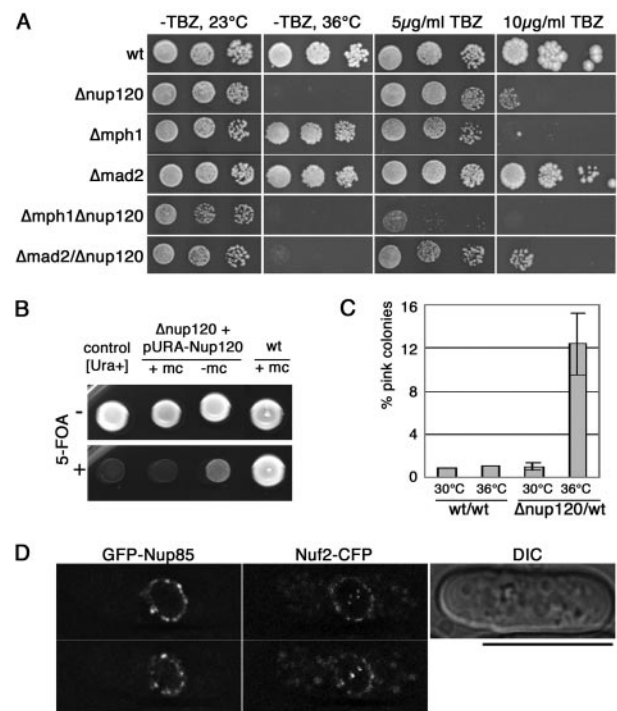 A
-TBZ, 23°C -TBZ, 36°C 5µg/ml TBZ 10µg/ml TBZ
wt
Δnup120
Δmph1
Δmad2
Δmph1Δnup120
Δmad2/Δnup120
B
control
[Ura+]
Δnup120 +
pURA-Nup120
wt
+ mc -mc + mc
5-FOA
-
+
C
% pink colonies
16
12
8
4
0
30°C 36°C 30°C 36°C
wt/wt Δnup120/wt
D
GFP-Nup85 Nuf2-CFP DIC